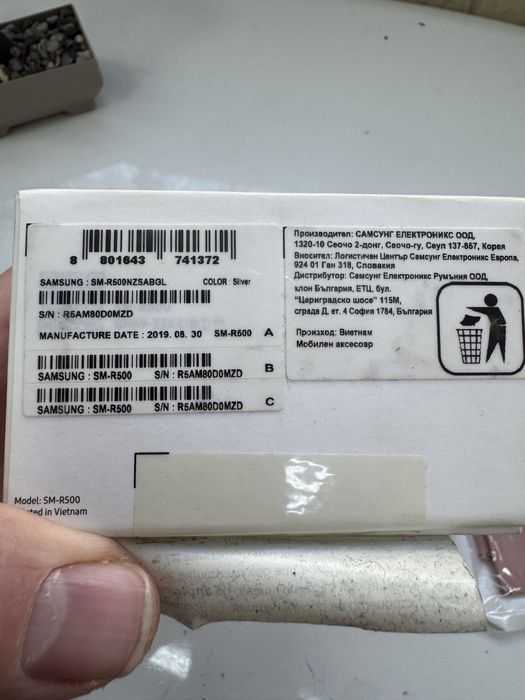 8 801643 741372
SAMSUNG : SM-R500NZSABGL COLOR : Silver
S/N : R5AM80D0MZD
MANUFACTURE DATE : 2019. 08. 30 SM-R500 A
SAMSUNG : SM-R500 S/N : R5AM80D0MZD B
SAMSUNG : SM-R500 S/N : R5AM80D0MZD C
Производител: САМСУНГ ЕЛЕКТРОНИКС ООД,
1320-10 Сеочо 2-донг, Свочо-гу, Сеул 137-857, Корея
Вносител: Логистичен Център Самсунг Електроникс Европа,
924 01 Ган 318, Словакия
Дистрибутор: Самсунг Електроникс Румъния ООД,
клон България, ЕТЦ, бул.
"Цариградско шосе" 115М,
сграда Д, ет. 4 София 1784, България
Произход: Виетнам
Мобилен аксесоар
Model: SM-R500
in Vietnam